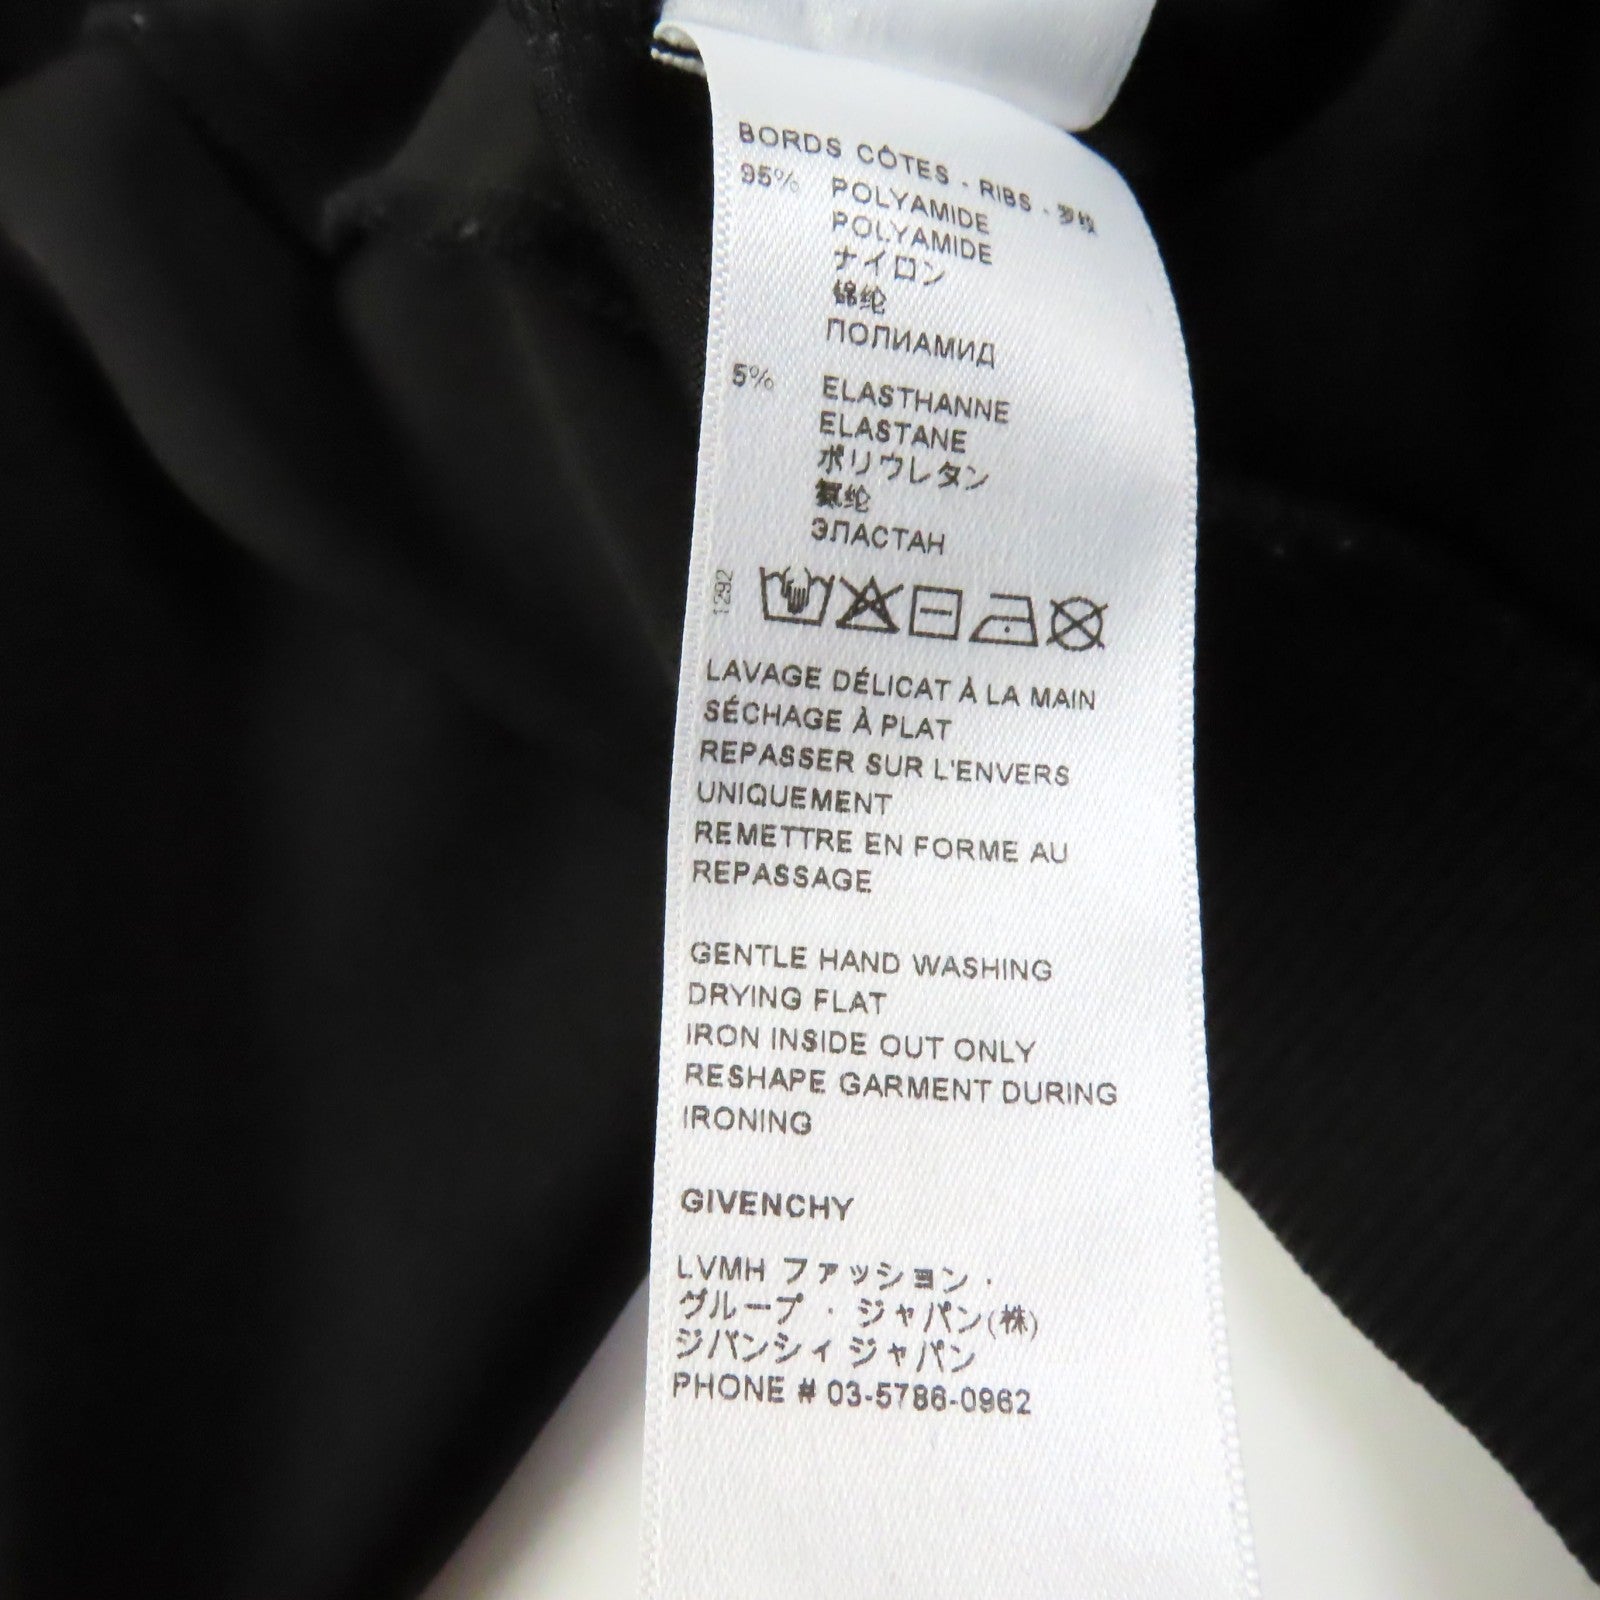 BORDS CÔTES - RIBS - 罗纹
95% POLYAMIDE
POLYAMIDE
ナイロン
锦纶
ПОЛИАМИД
5% ELASTHANNE
ELASTANE
ポリウレタン
氨纶
ЭЛАСТАН
1292
LAVAGE DÉLICAT À LA MAIN
SÉCHAGE À PLAT
REPASSER SUR L'ENVERS
UNIQUEMENT
REMETTRE EN FORME AU
REPASSAGE
GENTLE HAND WASHING
DRYING FLAT
IRON INSIDE OUT ONLY
RESHAPE GARMENT DURING
IRONING
GIVENCHY
LVMH ファッション・
グループ・ジャパン(株)
ジバンシィ ジャパン
PHONE # 03-5786-0962